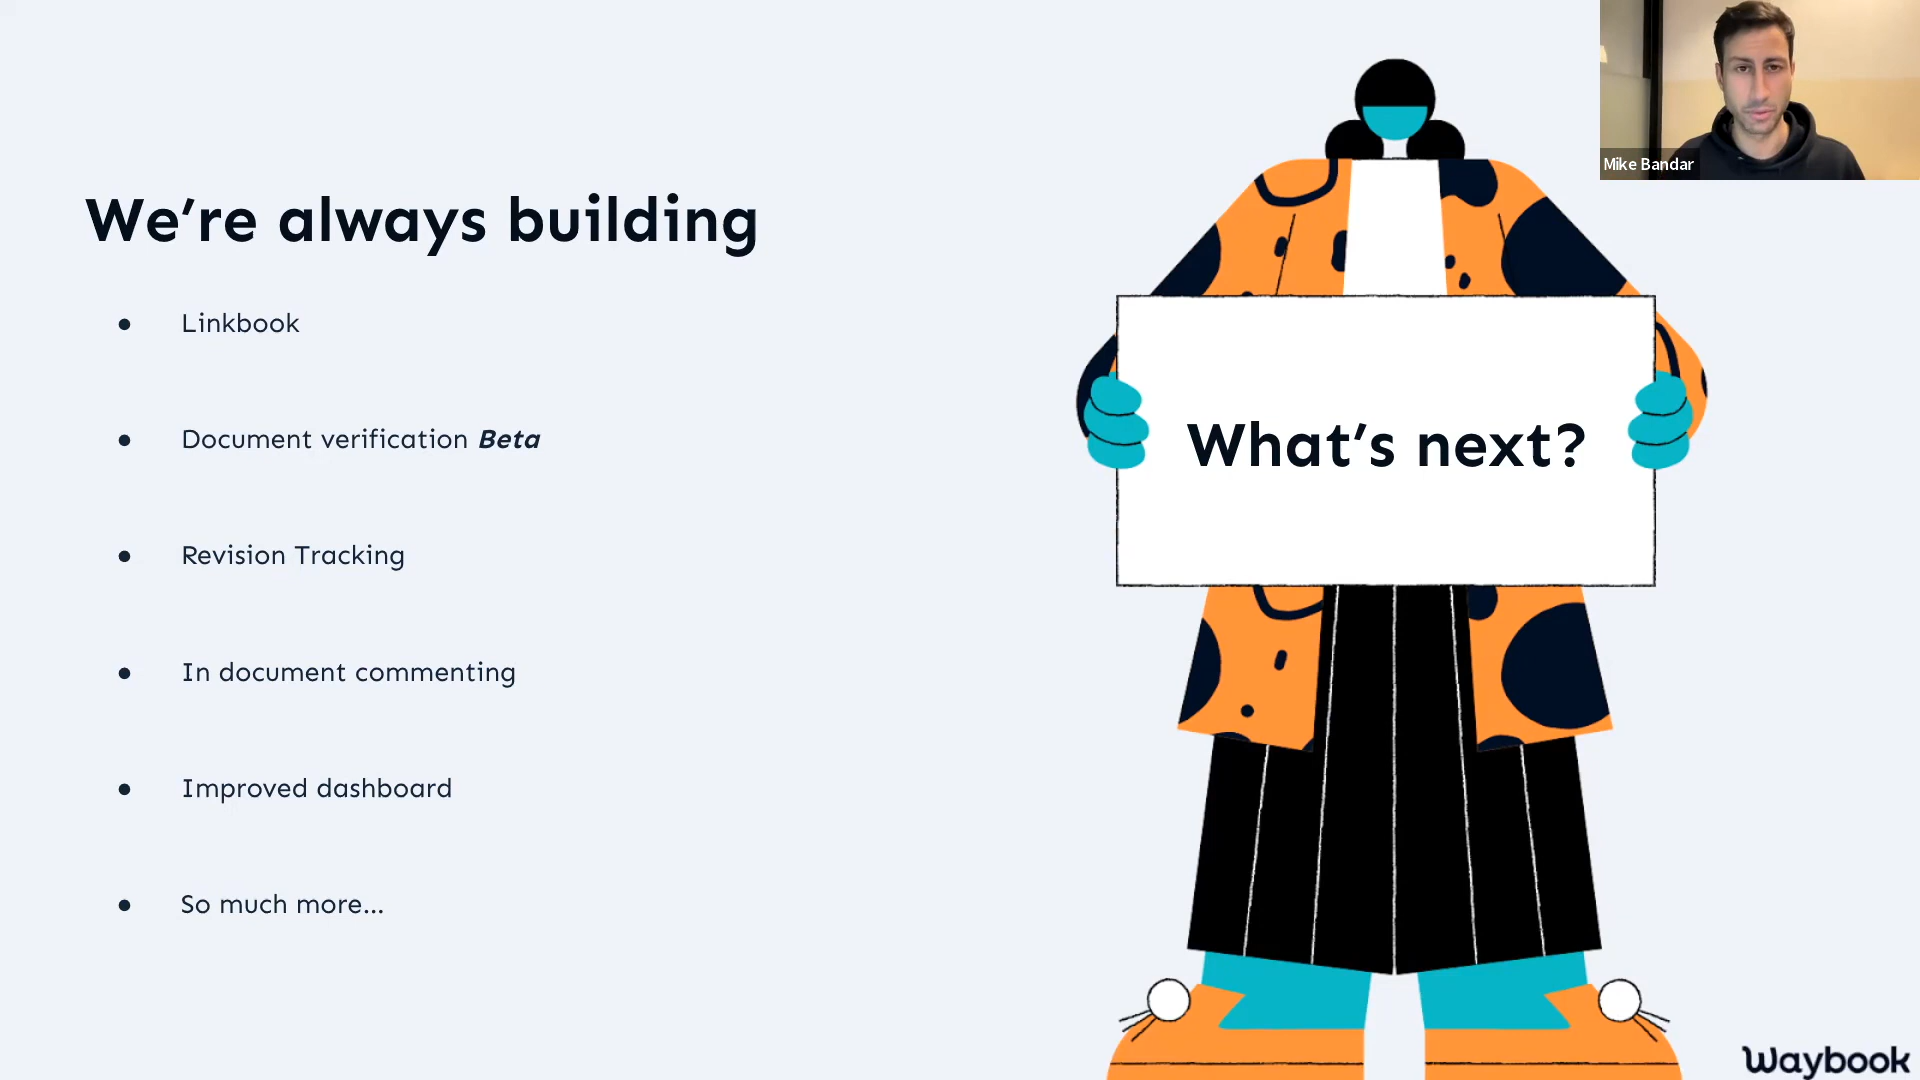 We’re always building
● Linkbook
● Document verification Beta
● Revision Tracking
● In document commenting
● Improved dashboard
● So much more...
What’s next?
Mike Bandar
Waybook